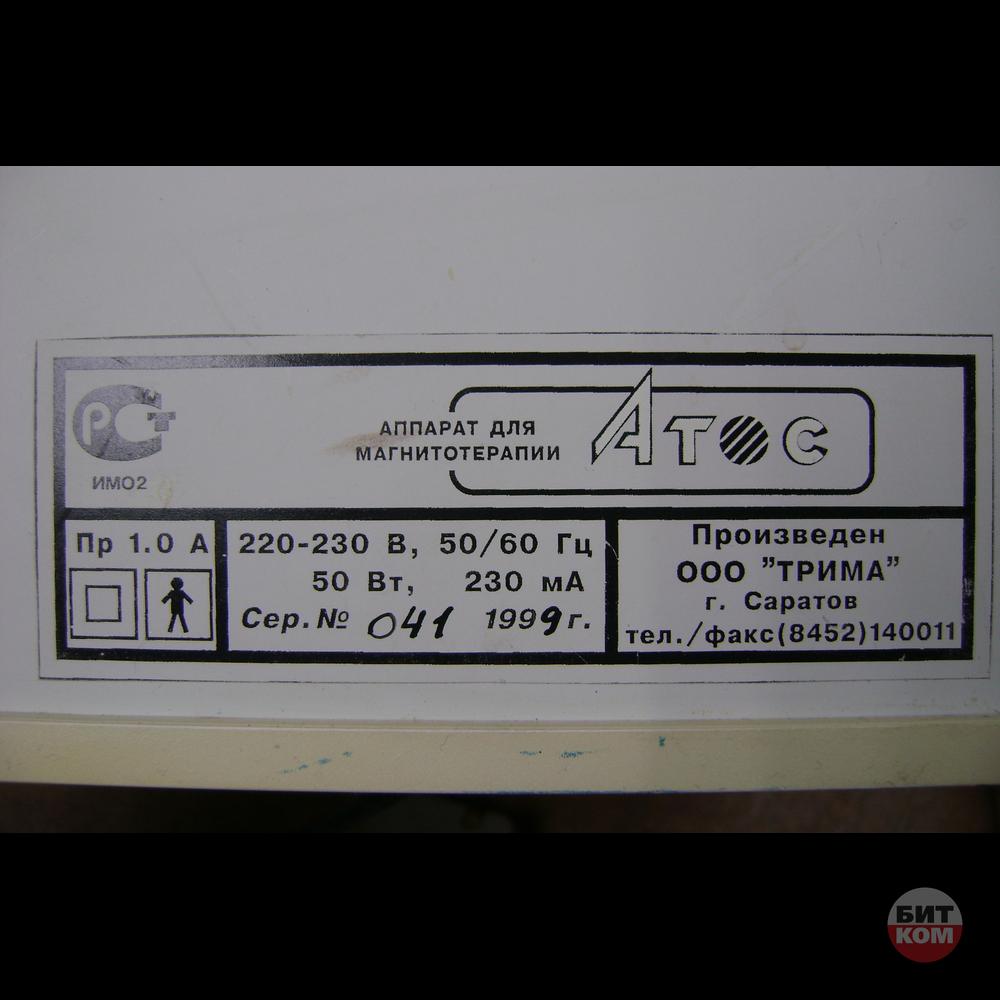 РСТ
ИМО2
АППАРАТ ДЛЯ
МАГНИТОТЕРАПИИ
АТОС
Пр 1.0 А
220-230 В, 50/60 Гц
50 Вт, 230 мА
Сер. № 041 1999 г.
Произведен
ООО "ТРИМА"
г. Саратов
тел./факс(8452)140011
БИТ
КОМ